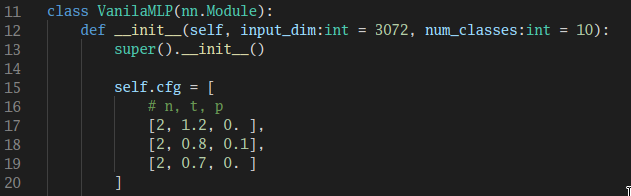 11 class VanilaMLP(nn.Module):
12     def __init__(self, input_dim:int = 3072, num_classes:int = 10):
13         super().__init__()
14
15         self.cfg = [
16             # n, t, p
17             [2, 1.2, 0. ],
18             [2, 0.8, 0.1],
19             [2, 0.7, 0. ]
20         ]